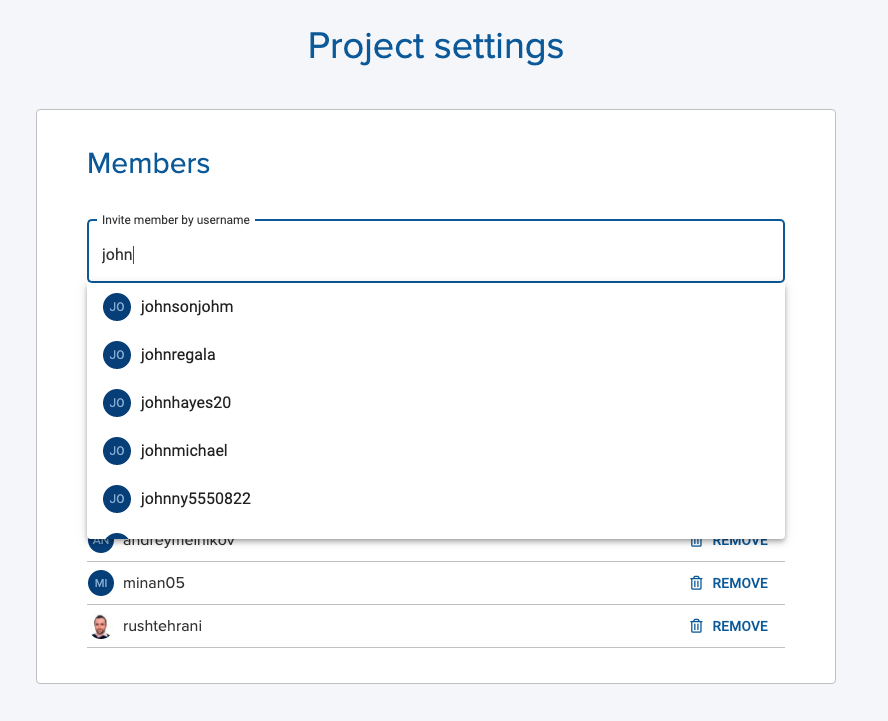 Project settings
Members
Invite member by username
john
JO johnsonjohm
JO johnregala
JO johnhayes20
JO johnmichael
JO johnny5550822
AN andreymelnikov REMOVE
MI minan05 REMOVE
rushtehrani REMOVE